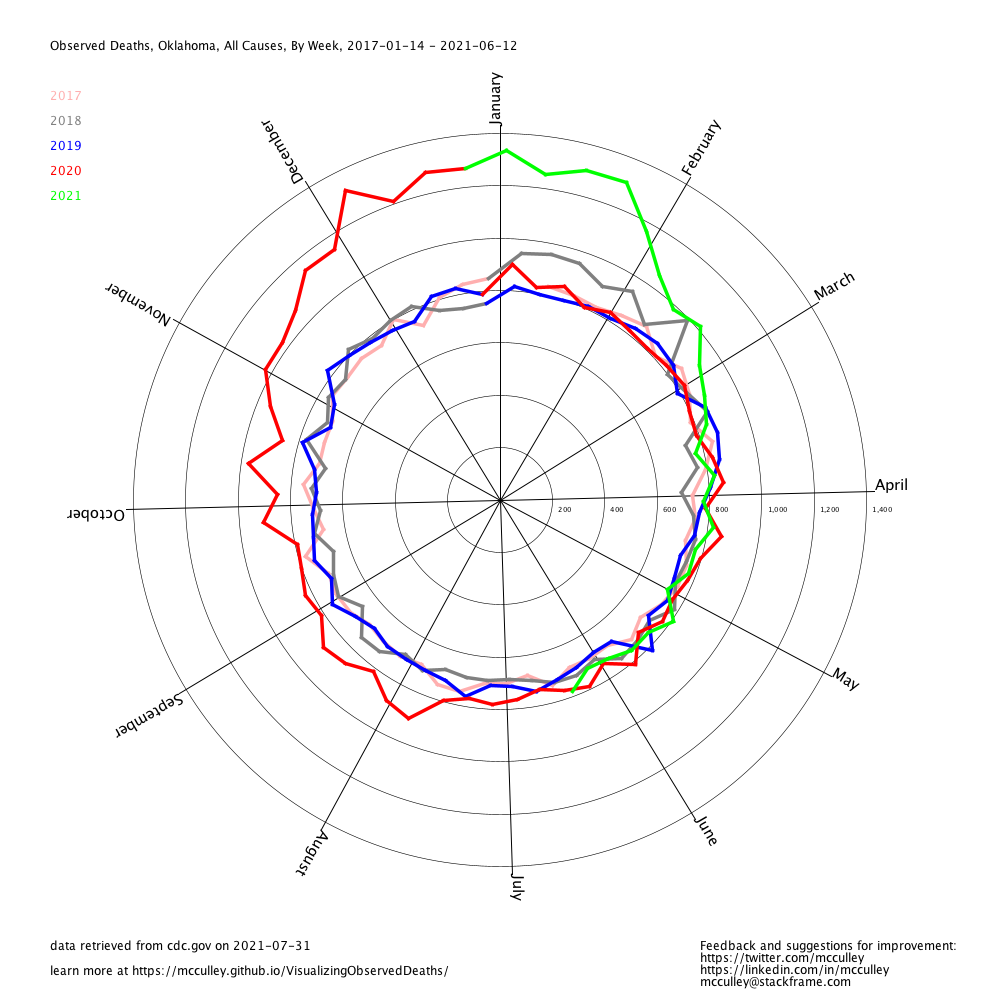 Observed Deaths, Oklahoma, All Causes, By Week, 2017-01-14 - 2021-06-12
2017
2018
2019
2020
2021
January
February
March
April
May
June
July
August
September
October
November
December
200
400
600
800
1,000
1,200
1,400
data retrieved from cdc.gov on 2021-07-31
learn more at https://mcculley.github.io/VisualizingObservedDeaths/
Feedback and suggestions for improvement:
https://twitter.com/mcculley
https://linkedin.com/in/mcculley
mcculley@stackframe.com